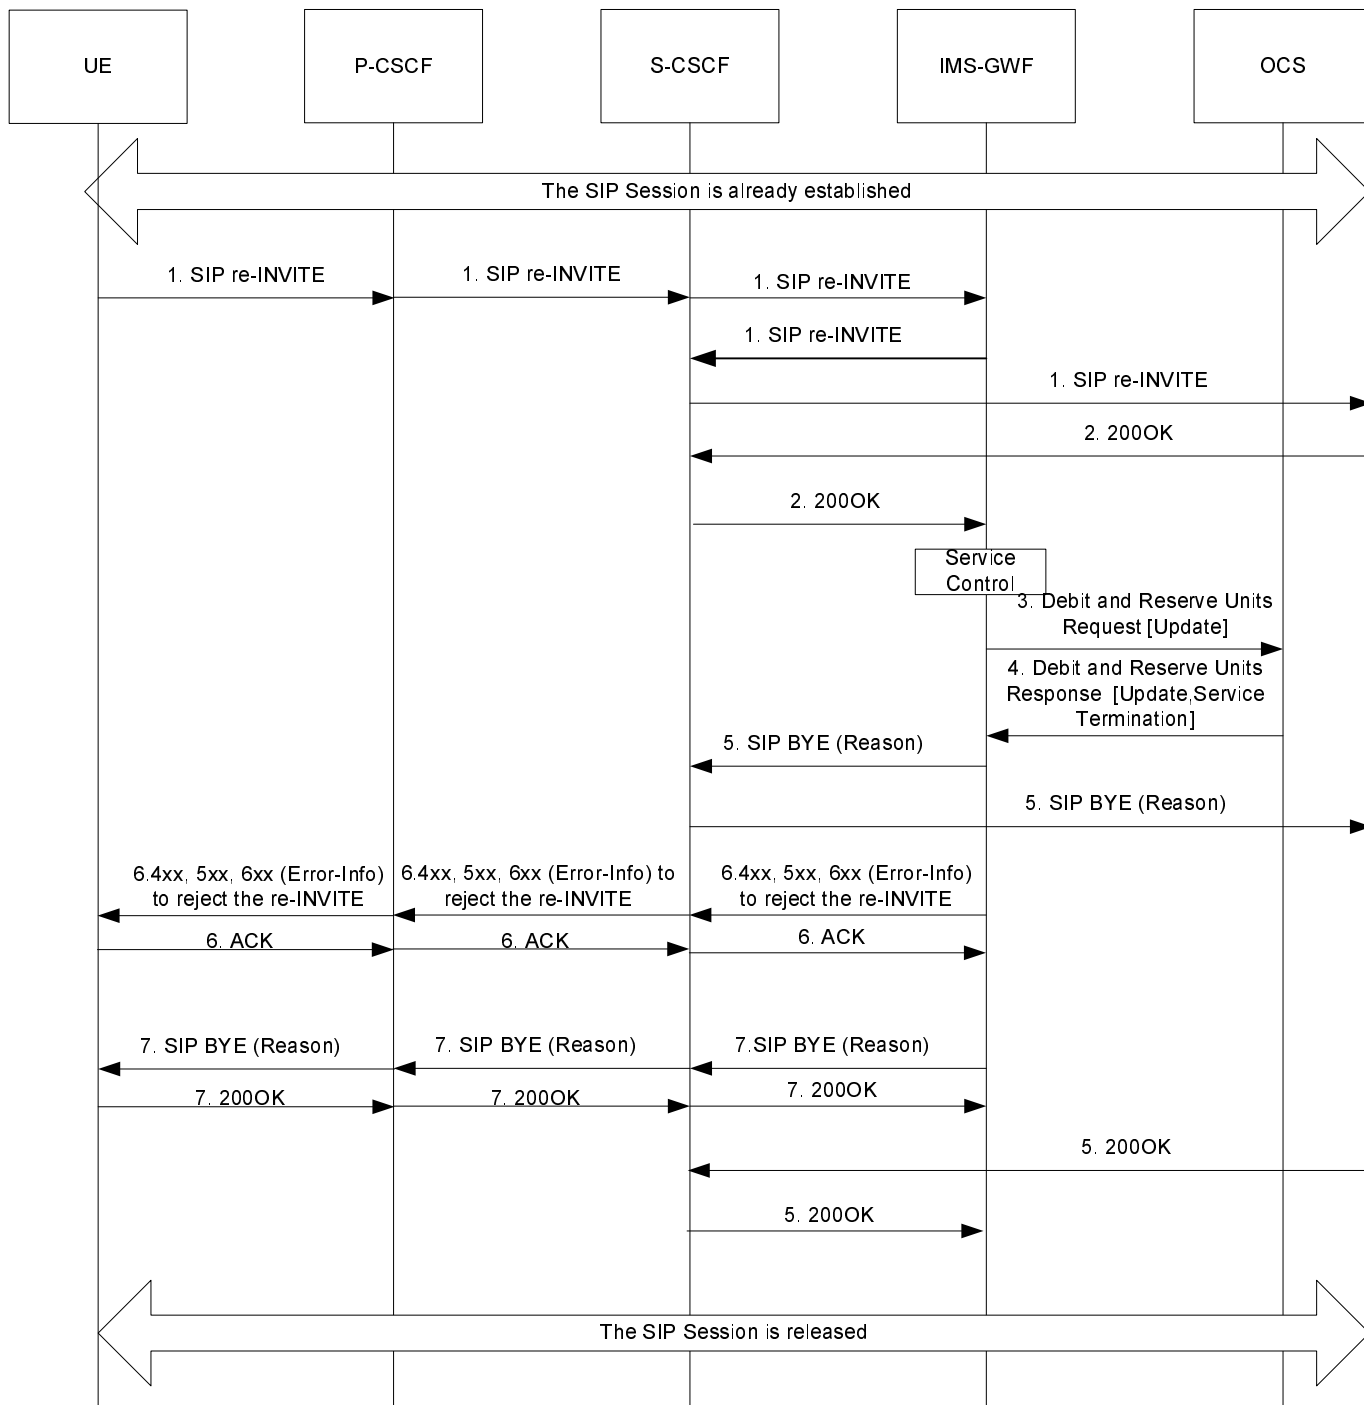 UE
P-CSCF
S-CSCF
IMS-GWF
OCS
The SIP Session is already established
1. SIP re-INVITE
1. SIP re-INVITE
1. SIP re-INVITE
1. SIP re-INVITE
1. SIP re-INVITE
2. 200OK
2. 200OK
Service
Control
3. Debit and Reserve Units
Request [Update]
4. Debit and Reserve Units
Response [Update,Service
Termination]
5. SIP BYE (Reason)
5. SIP BYE (Reason)
6.4xx, 5xx, 6xx (Error-Info)
to reject the re-INVITE
6.4xx, 5xx, 6xx (Error-Info) to
reject the re-INVITE
6.4xx, 5xx, 6xx (Error-Info)
to reject the re-INVITE
6. ACK
6. ACK
6. ACK
7. SIP BYE (Reason)
7. SIP BYE (Reason)
7.SIP BYE (Reason)
7. 200OK
7. 200OK
7. 200OK
5. 200OK
5. 200OK
The SIP Session is released